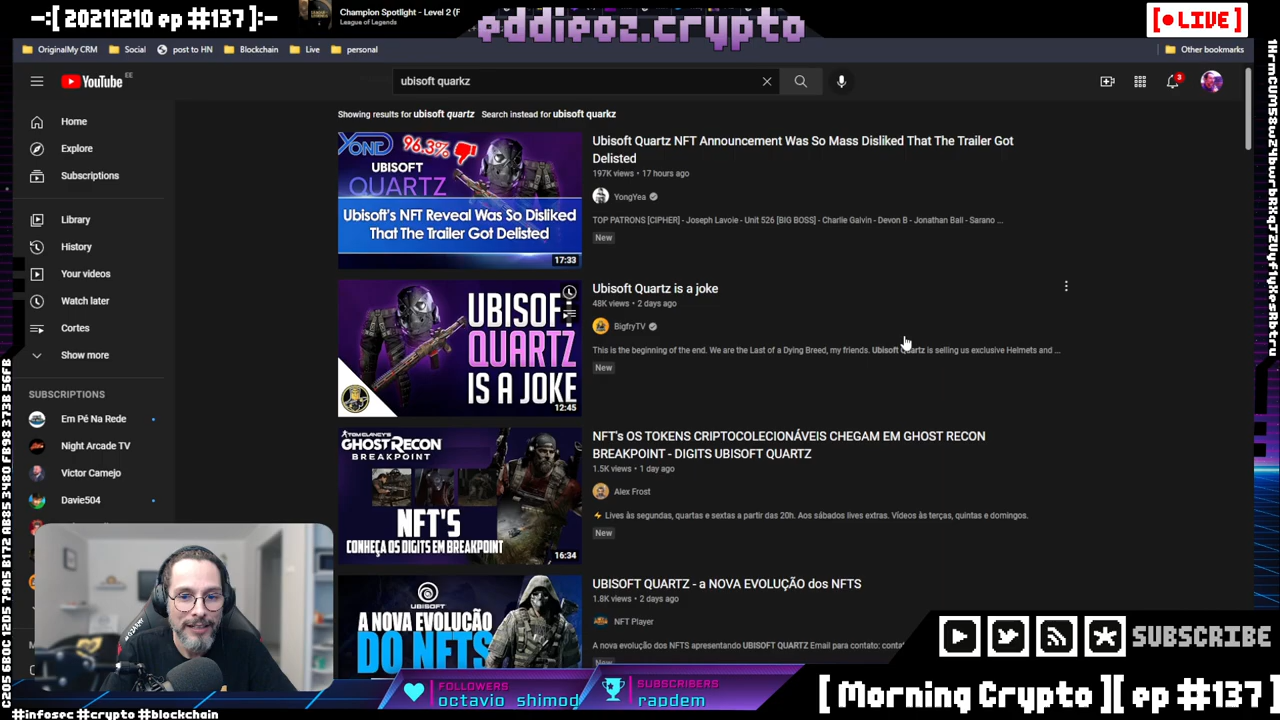 —:[ 20211210 ep #137 ]:—
Champion Spotlight - Level 2 (F
League of Legends
eddieoz.crypto
[•LIVE]
OriginalMy CRM
Social
post to HN
Blockchain
Live
personal
Other bookmarks
YouTube EE
ubisoft quarkz
3
Home
Explore
Subscriptions
Library
History
Your videos
Watch later
Cortes
Show more
SUBSCRIPTIONS
Em Pé Na Rede
Night Arcade TV
Victor Camejo
Davie504
Showing results for ubisoft quartz Search instead for ubisoft quarkz
YOND
96.3%
UBISOFT
QUARTZ
Ubisoft's NFT Reveal Was So Disliked
That The Trailer Got Delisted
17:33
Ubisoft Quartz NFT Announcement Was So Mass Disliked That The Trailer Got
Delisted
197K views • 17 hours ago
YongYea
TOP PATRONS [CIPHER] - Joseph Lavoie - Unit 526 [BIG BOSS] - Charlie Galvin - Devon B - Jonathan Ball - Sarano ...
New
QUARTZ
IS A JOKE
12:45
Ubisoft Quartz is a joke
48K views • 2 days ago
BigfryTV
This is the beginning of the end. We are the Last of a Dying Breed, my friends. Ubisoft Quartz is selling us exclusive Helmets and ...
New
TOM CLANCY'S
GHOST RECON
BREAKPOINT
NFT'S
CONHEÇA OS DIGITS EM BREAKPOINT
16:34
NFT's OS TOKENS CRIPTOCOLECIONÁVEIS CHEGAM EM GHOST RECON
BREAKPOINT - DIGITS UBISOFT QUARTZ
1.5K views • 1 day ago
Alex Frost
Lives às segundas, quartas e sextas a partir das 20h. Aos sábados lives extras. Vídeos às terças, quintas e domingos.
New
UBISOFT
A NOVA EVOLUÇÃO
DO NFTS
UBISOFT QUARTZ - a NOVA EVOLUÇÃO dos NFTS
1.8K views • 2 days ago
NFT Player
A nova evolução dos NFTS apresentando UBISOFT QUARTZ Email para contato:
SUBSCRIBE
FOLLOWERS
octavio shimod
SUBSCRIBERS
rapdem
[ Morning Crypto ][ ep #137 ]
#infosec #crypto #blockchain